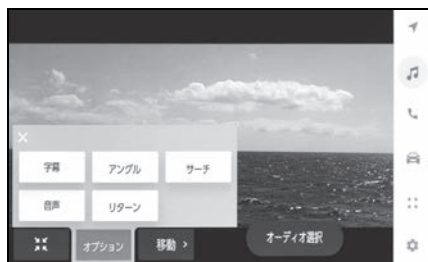 字幕
アングル
サーチ
音声
リターン
オプション
移動 >
オーディオ選択